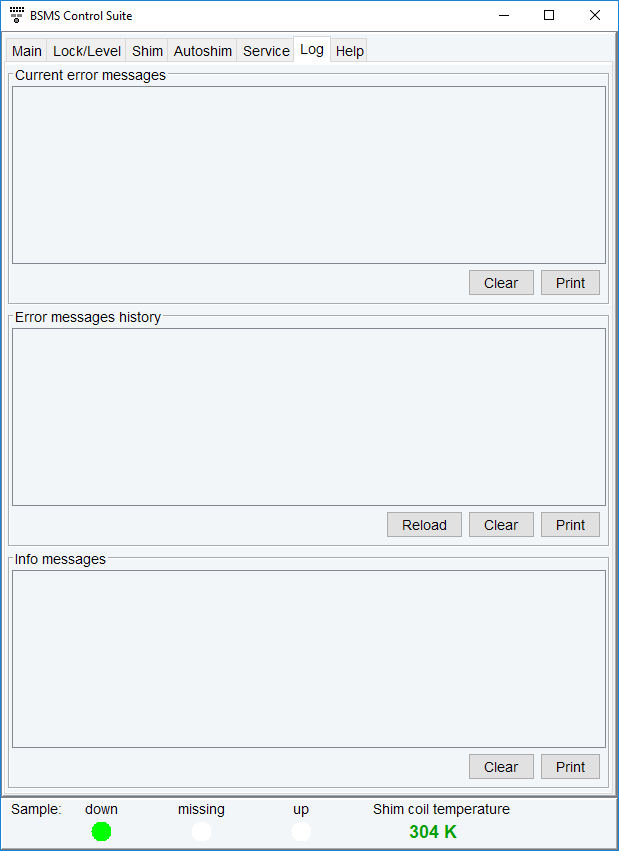 BSMS Control Suite
Main Lock/Level Shim Autoshim Service Log Help
Current error messages
Clear Print
Error messages history
Reload Clear Print
Info messages
Clear Print
Sample: down missing up Shim coil temperature
304 K